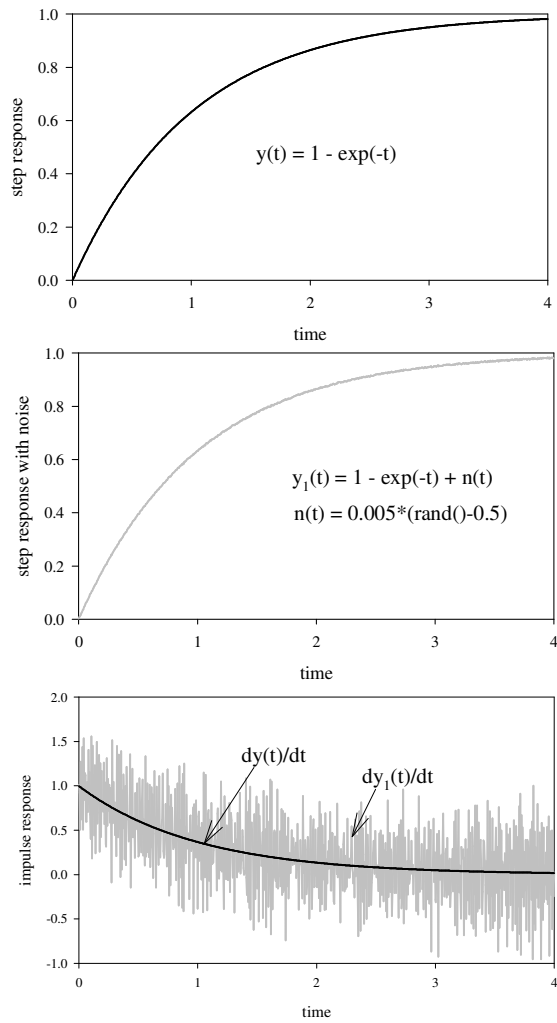 1.0
0.8
0.6
0.4
0.2
0.0
step response
y(t) = 1 - exp(-t)
0 1 2 3 4
time
1.0
0.8
0.6
0.4
0.2
0.0
step response with noise
y₁(t) = 1 - exp(-t) + n(t)
n(t) = 0.005*(rand()-0.5)
0 1 2 3 4
time
2.0
1.5
1.0
0.5
0.0
-0.5
-1.0
impulse response
dy(t)/dt
dy₁(t)/dt
0 1 2 3 4
time